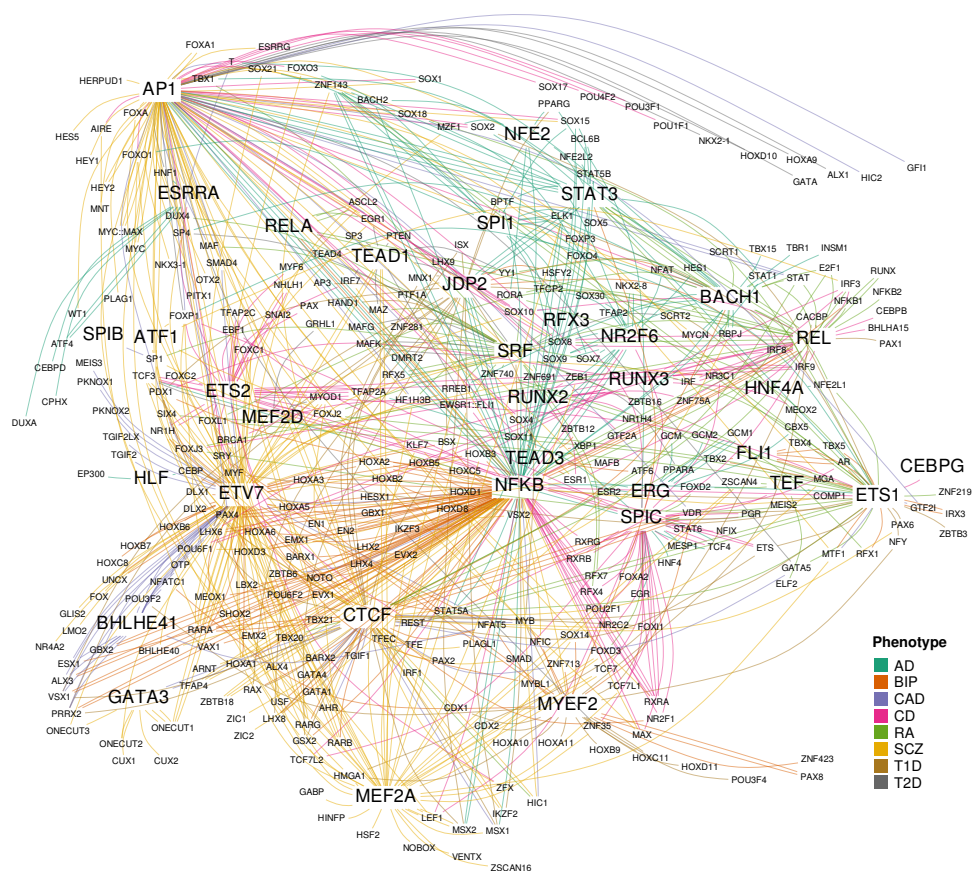 FOXA1
ESRRG
T
SOX21
FOXO3
HERPUD1
TBX1
ZNF143
SOX1
AP1
BACH2
SOX17
POU4F2
POU3F1
PPARG
FOXA
SOX18
MZF1
SOX2
SOX15
POU1F1
HES5
AIRE
NFE2
BCL6B
NKX2-1
HOXD10
HOXA9
GFI1
HEY1
FOXO1
NFE2L2
HNF1
STAT5B
GATA
ALX1
HIC2
HEY2
ESRRA
STAT3
MNT
DUX4
ASCL2
BPTF
MYC::MAX
SP4
RELA
EGR1
SPI1
ELK1
SOX5
MYC
MAF
SP3
PTEN
FOXP3
SCRT1
TBX15
TBR1
INSM1
NKX3-1
SMAD4
TEAD4
TEAD1
ISX
LHX9
FOXO4
MYF6
YY1
HSFY2
NFAT
HES1
STAT1
STAT
E2F1
OTX2
NHLH1
AP3
IRF7
MNX1
JDP2
TFCP2
NKX2-8
IRF3
RUNX
PLAG1
PITX1
PTF1A
RORA
SOX30
BACH1
NKFB1
NFKB2
WT1
FOXP1
TFAP2C
PAX
HAND1
MAZ
SOX10
RFX3
TFAP2
SCRT2
CACBP
CEBPB
SPIB
ATF1
EBF1
SNAI2
GRHL1
MAFG
ZNF281
NR2F6
MYCN
RBPJ
REL
BHLHA15
ATF4
SP1
FOXC1
MAFK
SRF
SOX8
IRF8
PAX1
CEBPD
MEIS3
TCF3
FOXC2
DMRT2
SOX9
SOX7
IRF9
CPHX
PKNOX1
PDX1
ETS2
RFX5
ZNF740
ZNF691
ZEB1
RUNX3
IRF
NR3C1
HNF4A
NFE2L1
DUXA
PKNOX2
SIX4
MYOD1
TFAP2A
HF1H3B
RREB1
RUNX2
ZBTB16
ZNF75A
MEOX2
MEF2D
FOXJ2
EWSR1::FLI1
TGIF2LX
NR1H
FOXL1
SOX4
NR1H4
CBX5
TGIF2
FOXJ3
BRCA1
KLF7
BSX
HOXB3
SOX11
ZBTB12
GTF2A
GCM
GCM2
GCM1
TBX4
TBX5
EP300
HLF
CEBP
SRY
MYF
HOXA2
HOXB5
HOXC5
TEAD3
XBP1
MAFB
TBX2
FLI1
AR
CEBPG
DLX1
ETV7
HOXA3
HOXB2
HOXD1
NFKB
ESR1
ATF6
PPARA
FOXD2
ZSCAN4
TEF
MGA
ETS1
ZNF219
DLX2
PAX4
HOXA5
HESX1
GBX1
HOXD8
VSX2
ESR2
ERG
MEIS2
COMP1
GTF2I
IRX3
HOXB6
LHX6
HOXA6
EN1
EN2
IKZF3
SPIC
VDR
PGR
PAX6
ZBTB3
HOXB7
POU6F1
HOXD3
EMX1
LHX2
EVX2
RXRG
STAT6
NFIX
NFY
HOXC8
OTP
BARX1
LHX4
RXRB
MESP1
TCF4
ETS
MTF1
RFX1
UNCX
NFATC1
LBX2
ZBTB6
NOTO
RFX7
FOXA2
HNF4
GATA5
FOX
POU3F2
MEOX1
POU6F2
EVX1
RFX4
EGR
ELF2
GLIS2
BHLHE41
SHOX2
CTCF
STAT5A
POU2F1
LMO2
RARA
EMX2
TBX21
REST
NFAT5
MYB
NR2C2
FOXI1
NR4A2
GBX2
BHLHE40
VAX1
TBX20
TFEC
TFE
PLAGL1
NFIC
SOX14
FOXD3
ESX1
HOXA1
ALX4
BARX2
TGIF1
PAX2
SMAD
ZNF713
TCF7
ALX3
ARNT
GATA4
IRF1
MYBL1
TCF7L1
VSX1
GATA3
TFAP4
RAX
GATA1
CDX1
MYEF2
RXRA
PRRX2
ZBTB18
USF
AHR
NR2F1
ONECUT3
ONECUT1
ZIC1
LHX8
RARG
CDX2
ZNF35
MAX
ONECUT2
ZIC2
GSX2
RARB
HOXA10
HOXA11
HOXB9
CUX1
CUX2
TCF7L2
HOXC11
HOXD11
ZNF423
HMGA1
POU3F4
PAX8
GABP
MEF2A
ZFX
HIC1
HINFP
LEF1
IKZF2
HSF2
MSX2
MSX1
NOBOX
VENTX
ZSCAN16
Phenotype
AD
BIP
CAD
CD
RA
SCZ
T1D
T2D